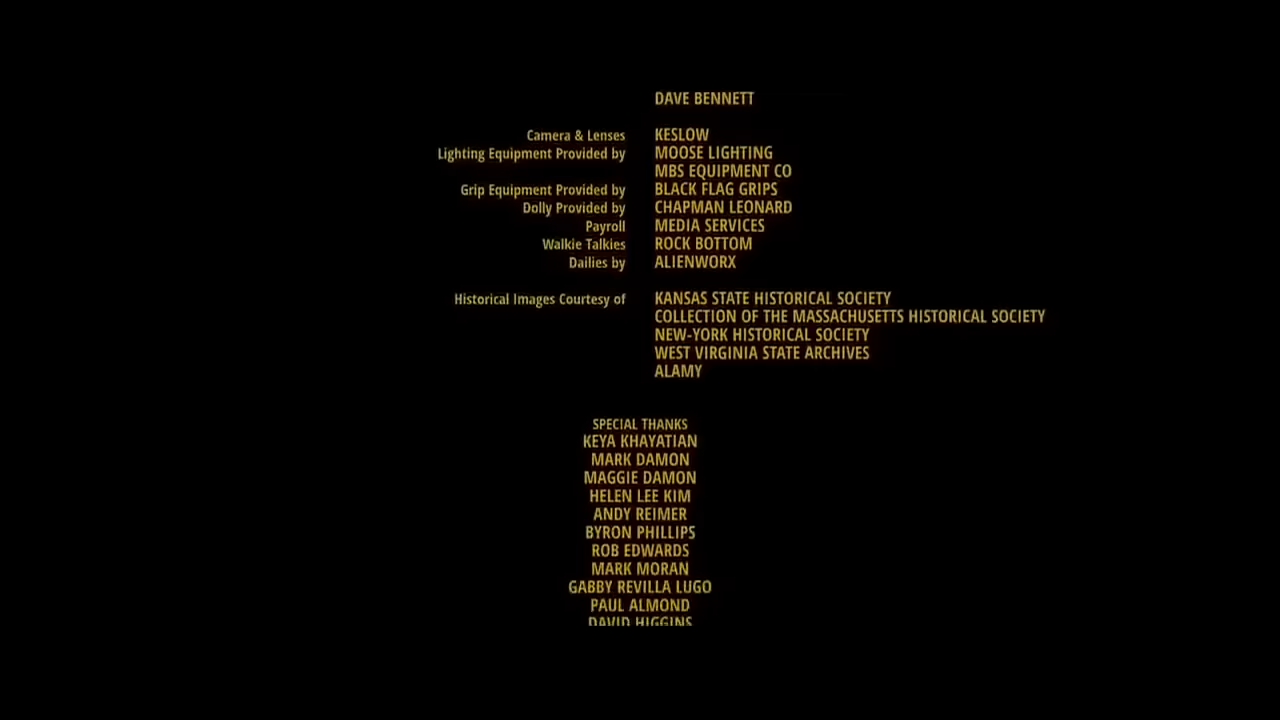 DAVE BENNETT
Camera & Lenses KESLOW
Lighting Equipment Provided by MOOSE LIGHTING
MBS EQUIPMENT CO
Grip Equipment Provided by BLACK FLAG GRIPS
Dolly Provided by CHAPMAN LEONARD
Payroll MEDIA SERVICES
Walkie Talkies ROCK BOTTOM
Dailies by ALIENWORX
Historical Images Courtesy of KANSAS STATE HISTORICAL SOCIETY
COLLECTION OF THE MASSACHUSETTS HISTORICAL SOCIETY
NEW-YORK HISTORICAL SOCIETY
WEST VIRGINIA STATE ARCHIVES
ALAMY
SPECIAL THANKS
KEYA KHAYATIAN
MARK DAMON
MAGGIE DAMON
HELEN LEE KIM
ANDY REIMER
BYRON PHILLIPS
ROB EDWARDS
MARK MORAN
GABBY REVILLA LUGO
PAUL ALMOND
DAVID HIGGINS